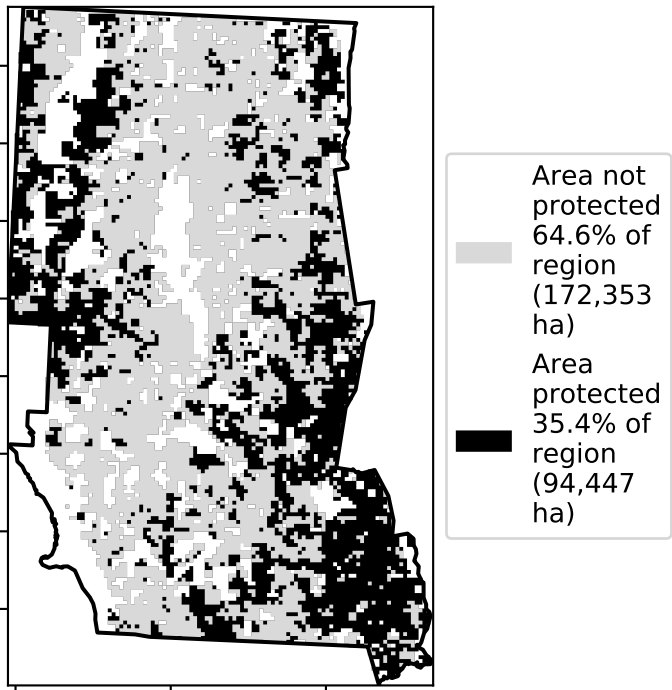 Area not
protected
64.6% of
region
(172,353
ha)
Area
protected
35.4% of
region
(94,447
ha)